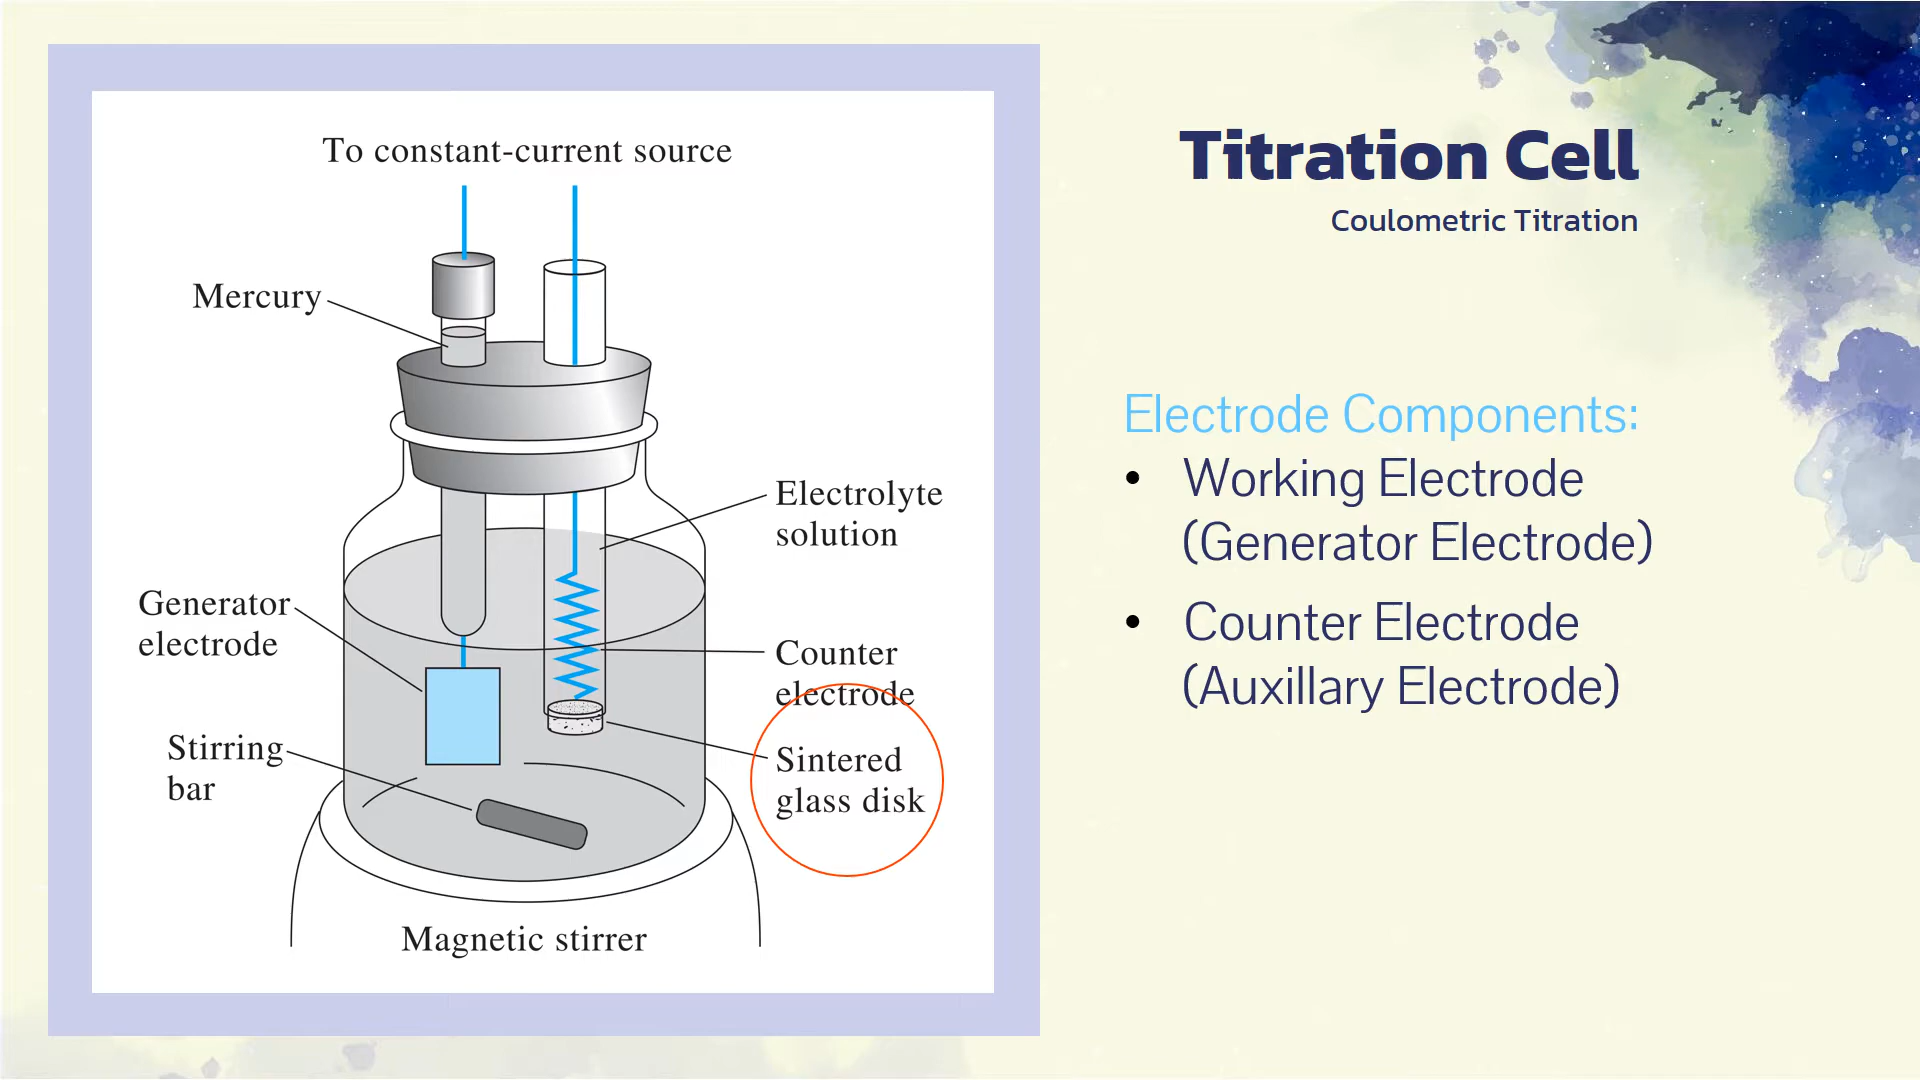 To constant-current source
Mercury
Electrolyte
solution
Generator
electrode
Counter
electrode
Stirring
bar
Sintered
glass disk
Magnetic stirrer
Titration Cell
Coulometric Titration
Electrode Components:
• Working Electrode
(Generator Electrode)
• Counter Electrode
(Auxillary Electrode)